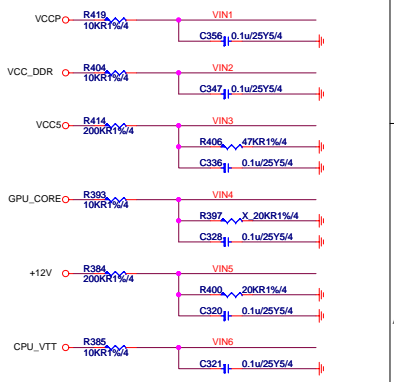 VCCP R419 VIN1
10KR1%/4
C356 0.1u/25Y5/4
VCC_DDR R404 VIN2
10KR1%/4
C347 0.1u/25Y5/4
VCC5 R414 VIN3
200KR1%/4
R406 47KR1%/4
C336 0.1u/25Y5/4
GPU_CORE R393 VIN4
10KR1%/4
R397 X_20KR1%/4
C328 0.1u/25Y5/4
+12V R384 VIN5
200KR1%/4
R400 20KR1%/4
C320 0.1u/25Y5/4
CPU_VTT R385 VIN6
10KR1%/4
C321 0.1u/25Y5/4